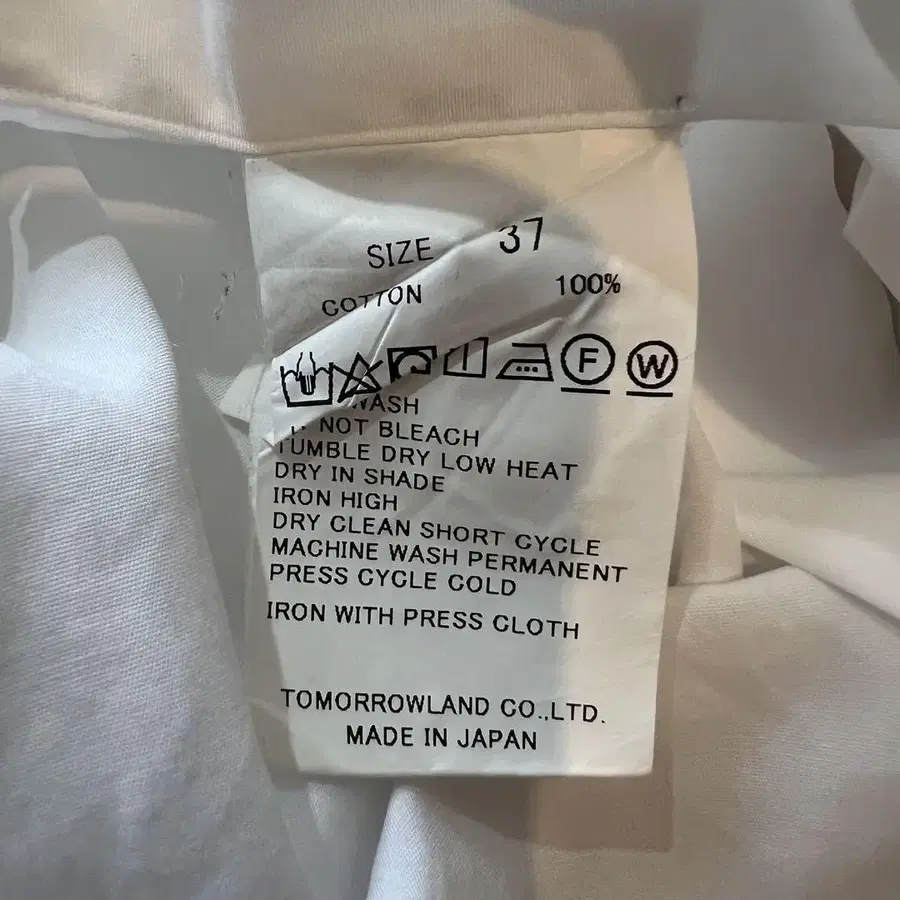 SIZE 37
COTTON 100%
F W
WASH
NOT BLEACH
TUMBLE DRY LOW HEAT
DRY IN SHADE
IRON HIGH
DRY CLEAN SHORT CYCLE
MACHINE WASH PERMANENT
PRESS CYCLE COLD
IRON WITH PRESS CLOTH
TOMORROWLAND CO.,LTD.
MADE IN JAPAN